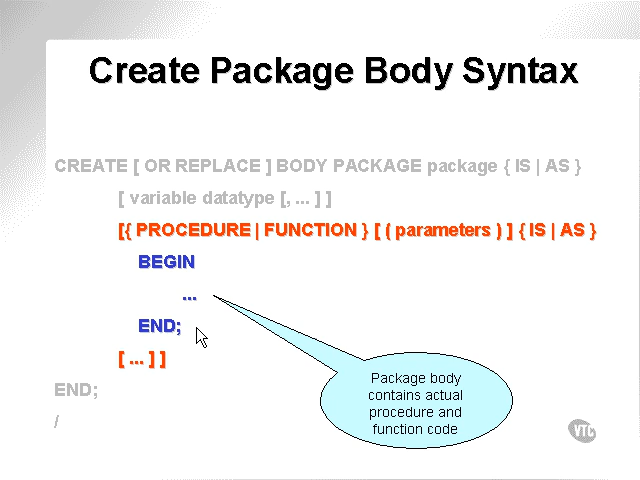 Create Package Body Syntax
CREATE [ OR REPLACE ] BODY PACKAGE package { IS | AS }
[ variable datatype [, ... ] ]
[{ PROCEDURE | FUNCTION } [ ( parameters ) ] { IS | AS }
BEGIN
...
END;
[ ... ] ]
END;
/
Package body
contains actual
procedure and
function code
VTC